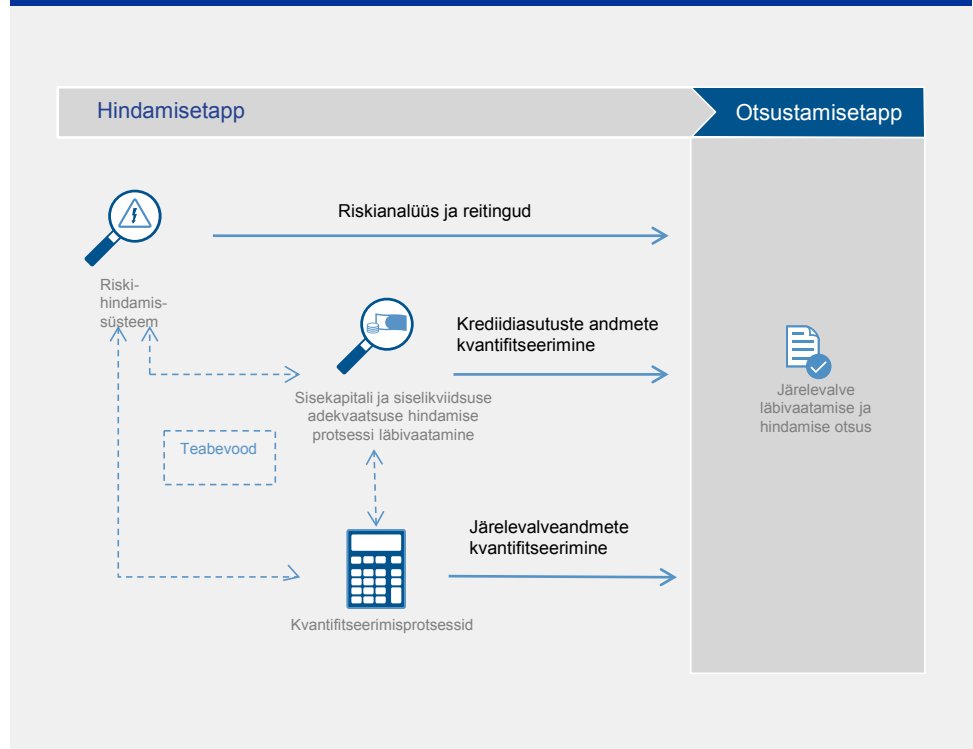 Hindamisetapp
Otsustamisetapp
Riskianalüüs ja reitingud
Riski-
hindamis-
süsteem
Krediidiasutuste andmete
kvantifitseerimine
Sisekapitali ja siselikviidsuse
adekvaatsuse hindamise
protsessi läbivaatamine
Järelevalve
läbivaatamise ja
hindamise otsus
Teabevood
Järelevalveandmete
kvantifitseerimine
Kvantifitseerimisprotsessid